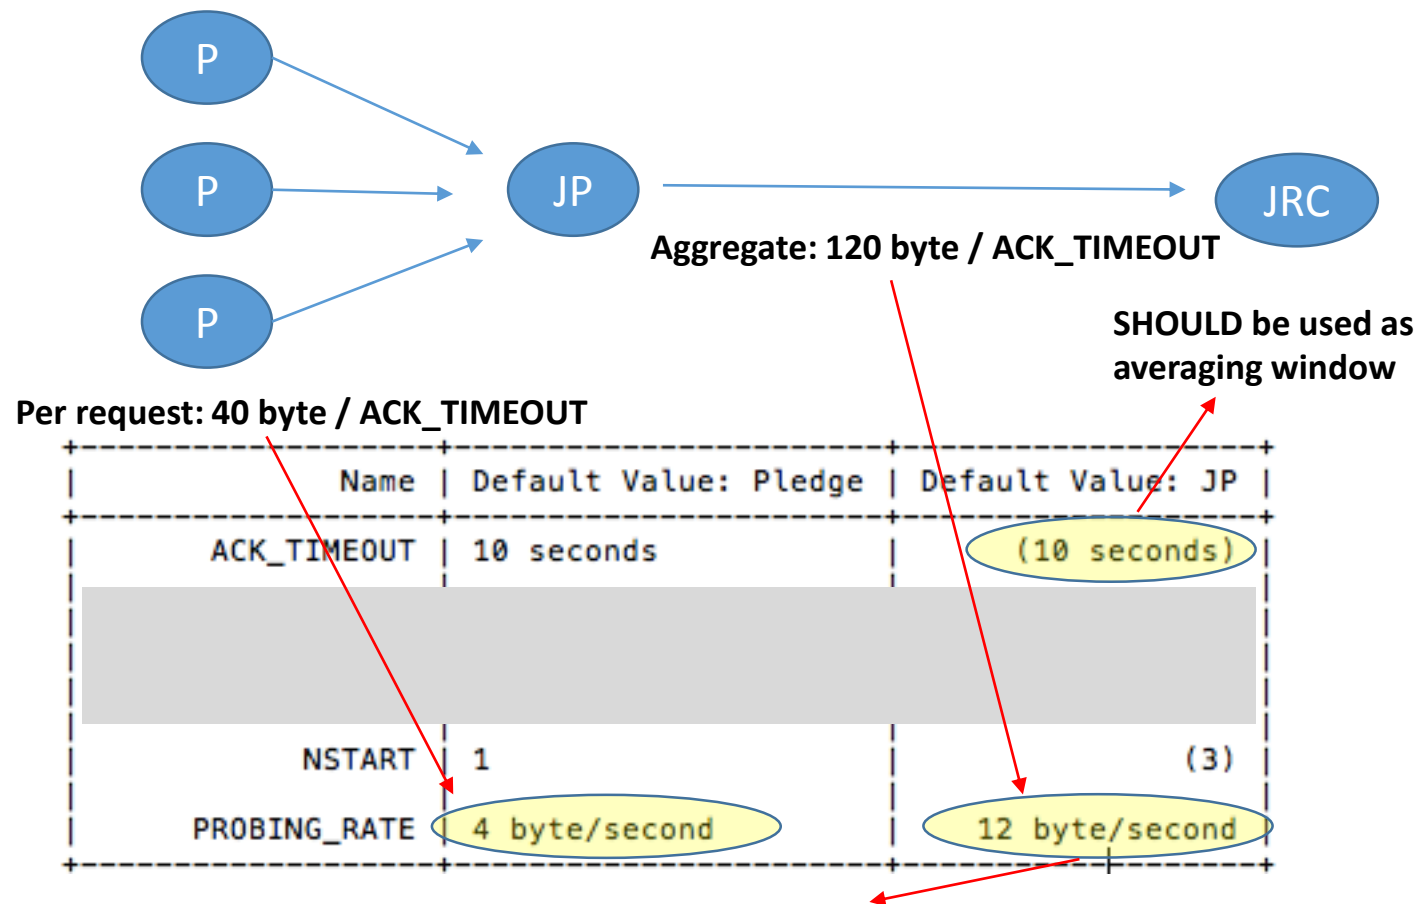 P
P
JP
JRC
Aggregate: 120 byte / ACK_TIMEOUT
P
SHOULD be used as
averaging window
Per request: 40 byte / ACK_TIMEOUT
Name | Default Value: Pledge | Default Value: JP
ACK_TIMEOUT | 10 seconds | (10 seconds)
NSTART | 1 | (3)
PROBING_RATE | 4 byte/second | 12 byte/second